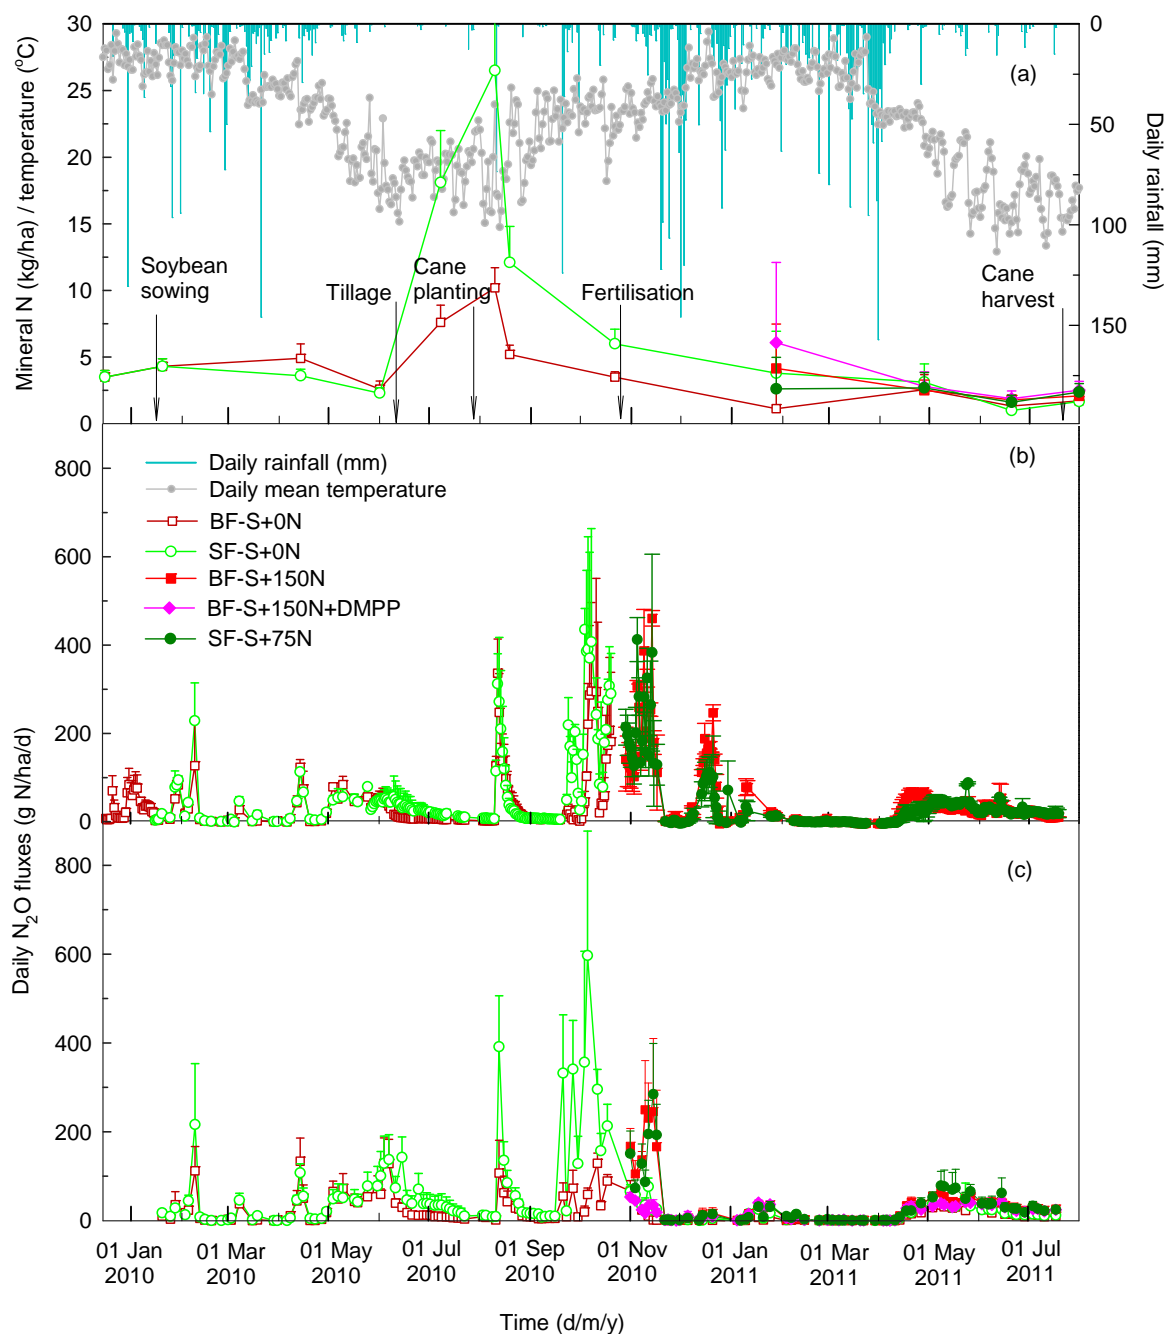 30
25
20
15
10
5
0
Mineral N (kg/ha) / temperature (°C)
0
50
100
150
Daily rainfall (mm)
(a)
Soybean
sowing
Tillage
Cane
planting
Fertilisation
Cane
harvest
800
600
400
200
0
(b)
Daily rainfall (mm)
Daily mean temperature
BF-S+0N
SF-S+0N
BF-S+150N
BF-S+150N+DMPP
SF-S+75N
Daily N₂O fluxes (g N/ha/d)
800
600
400
200
0
(c)
01 Jan 01 Mar 01 May 01 Jul 01 Sep 01 Nov 01 Jan 01 Mar 01 May 01 Jul
2010 2010 2010 2010 2010 2010 2011 2011 2011 2011
Time (d/m/y)